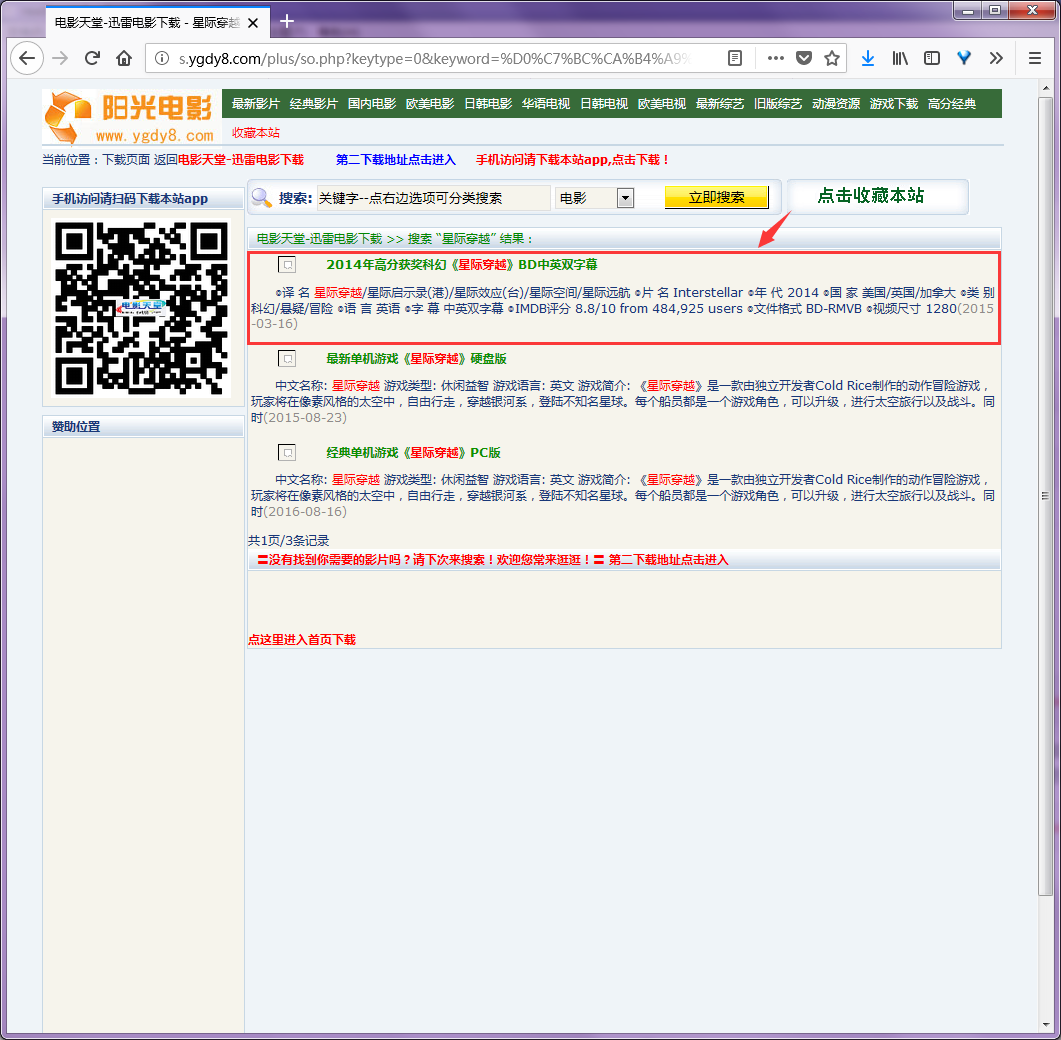 电影天堂-迅雷电影下载 - 星际穿越
s.ygdy8.com/plus/so.php?keytype=0&keyword=%D0%C7%BC%CA%B4%A9%
阳光电影
www.ygdy8.com
最新影片 经典影片 国内电影 欧美电影 日韩电影 华语电视 日韩电视 欧美电视 最新综艺 旧版综艺 动漫资源 游戏下载 高分经典
收藏本站
当前位置：下载页面 返回电影天堂-迅雷电影下载 第二下载地址点击进入 手机访问请下载本站app,点击下载！
手机访问请扫码下载本站app
电影天堂
赞助位置
搜索: 关键字--点右边选项可分类搜索 电影 立即搜索 点击收藏本站
电影天堂-迅雷电影下载 >> 搜索 “星际穿越” 结果：
2014年高分获奖科幻《星际穿越》BD中英双字幕
◎译 名 星际穿越/星际启示录(港)/星际效应(台)/星际空间/星际远航 ◎片 名 Interstellar ◎年 代 2014 ◎国 家 美国/英国/加拿大 ◎类 别
科幻/悬疑/冒险 ◎语 言 英语 ◎字 幕 中英双字幕 ◎IMDB评分 8.8/10 from 484,925 users ◎文件格式 BD-RMVB ◎视频尺寸 1280(2015
-03-16)
最新单机游戏《星际穿越》硬盘版
中文名称: 星际穿越 游戏类型: 休闲益智 游戏语言: 英文 游戏简介: 《星际穿越》是一款由独立开发者Cold Rice制作的动作冒险游戏，
玩家将在像素风格的太空中，自由行走，穿越银河系，登陆不知名星球。每个船员都是一个游戏角色，可以升级，进行太空旅行以及战斗。同
时(2015-08-23)
经典单机游戏《星际穿越》PC版
中文名称: 星际穿越 游戏类型: 休闲益智 游戏语言: 英文 游戏简介: 《星际穿越》是一款由独立开发者Cold Rice制作的动作冒险游戏，
玩家将在像素风格的太空中，自由行走，穿越银河系，登陆不知名星球。每个船员都是一个游戏角色，可以升级，进行太空旅行以及战斗。同
时(2016-08-16)
共1页/3条记录
〓没有找到你需要的影片吗？请下次来搜索！欢迎您常来逛逛！〓 第二下载地址点击进入
点这里进入首页下载